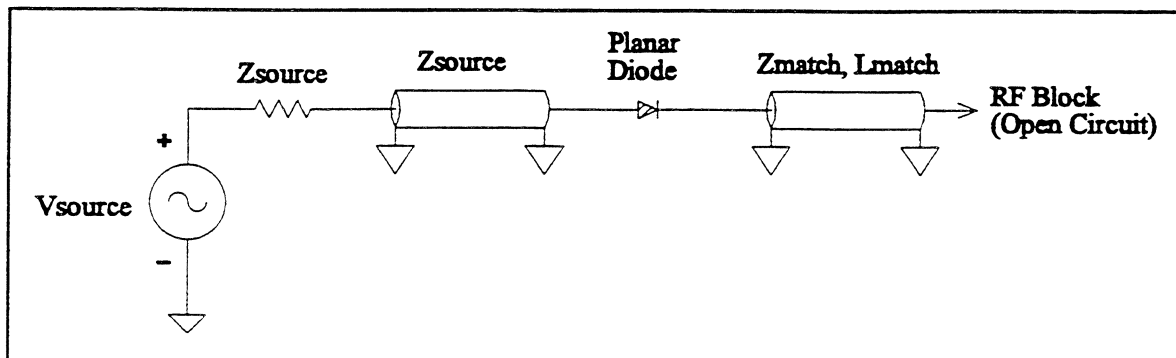 Zsource
Zsource
Planar
Diode
Zmatch, Lmatch
RF Block
(Open Circuit)
+
Vsource
−